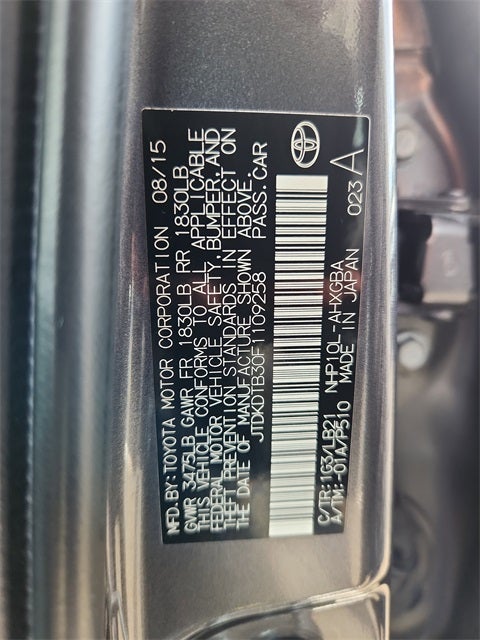 MFD. BY: TOYOTA MOTOR CORPORATION 08/15
GVWR 3475LB GAWR FR 1830LB RR 1830LB
THIS VEHICLE CONFORMS TO ALL APPLICABLE
FEDERAL MOTOR VEHICLE SAFETY, BUMPER, AND
THEFT PREVENTION STANDARDS IN EFFECT ON
THE DATE OF MANUFACTURE SHOWN ABOVE.
JTDKDTB30F1109258 PASS. CAR
C/TR: 1G3/LB21 NHP10L-AHXGBA 023
A/TM: -01A/P510 MADE IN JAPAN A